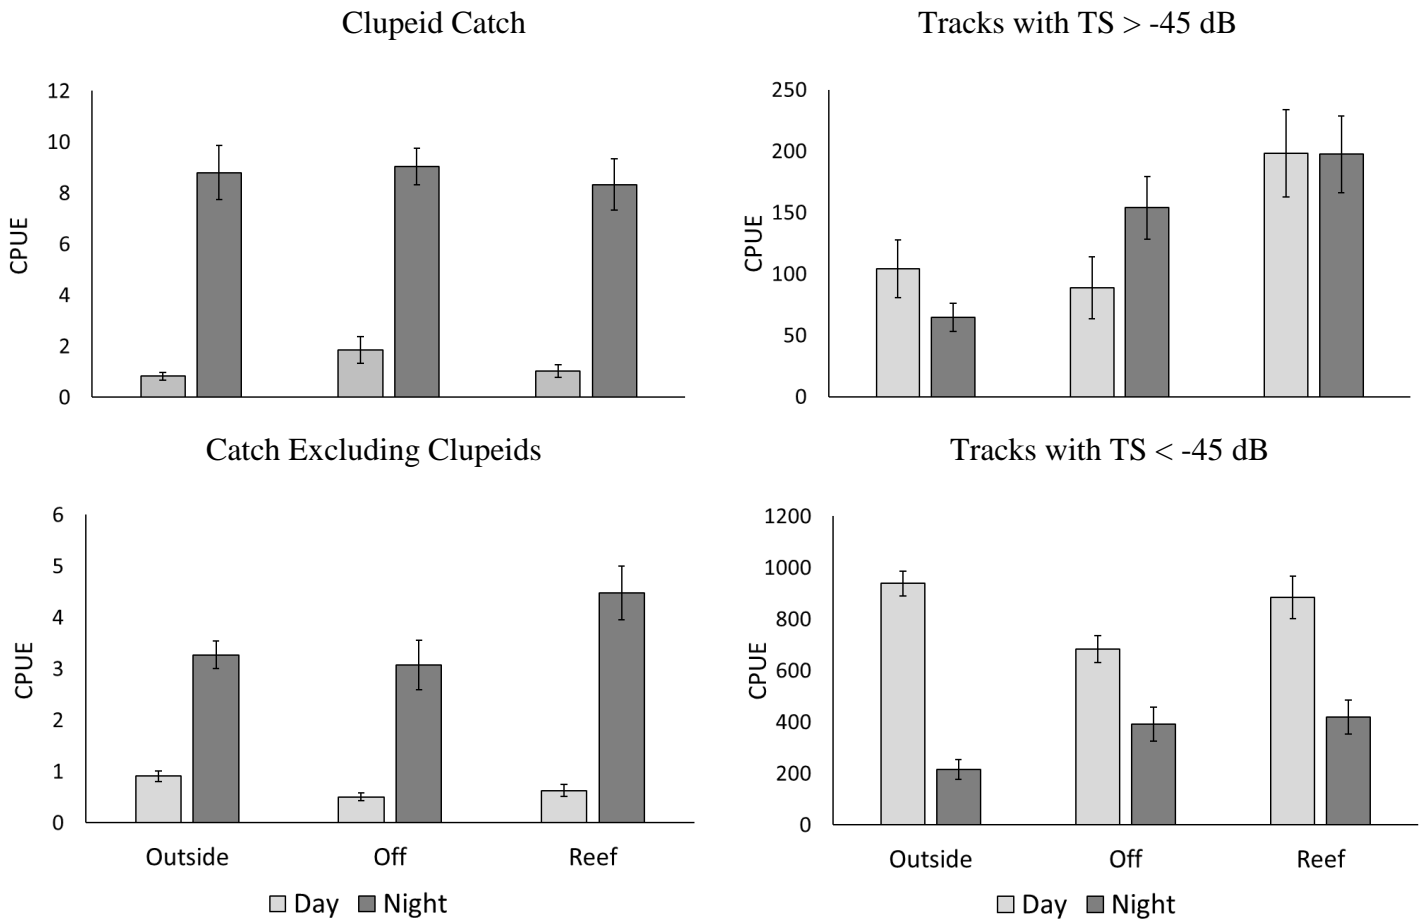 Clupeid Catch
12
10
8
6
4
2
0
CPUE
Tracks with TS > -45 dB
250
200
150
100
50
0
CPUE
Catch Excluding Clupeids
6
5
4
3
2
1
0
CPUE
Outside Off Reef
Day Night
Tracks with TS < -45 dB
1200
1000
800
600
400
200
0
CPUE
Outside Off Reef
Day Night